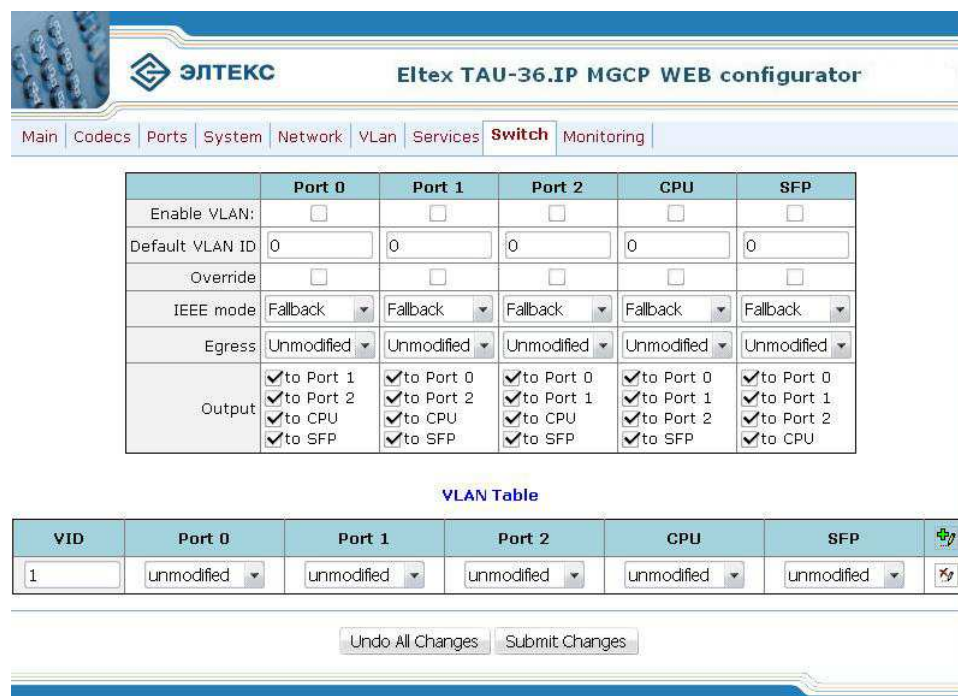 ЭЛТЕКС
Eltex TAU-36.IP MGCP WEB configurator
Main Codecs Ports System Network VLan Services Switch Monitoring
Port 0 Port 1 Port 2 CPU SFP
Enable VLAN:
Default VLAN ID 0 0 0 0 0
Override
IEEE mode Fallback Fallback Fallback Fallback Fallback
Egress Unmodified Unmodified Unmodified Unmodified Unmodified
Output
to Port 1 to Port 0 to Port 0 to Port 0 to Port 0
to Port 2 to Port 2 to Port 1 to Port 1 to Port 1
to CPU to CPU to CPU to Port 2 to Port 2
to SFP to SFP to SFP to SFP to CPU
VLAN Table
VID Port 0 Port 1 Port 2 CPU SFP
1 unmodified unmodified unmodified unmodified unmodified
Undo All Changes Submit Changes